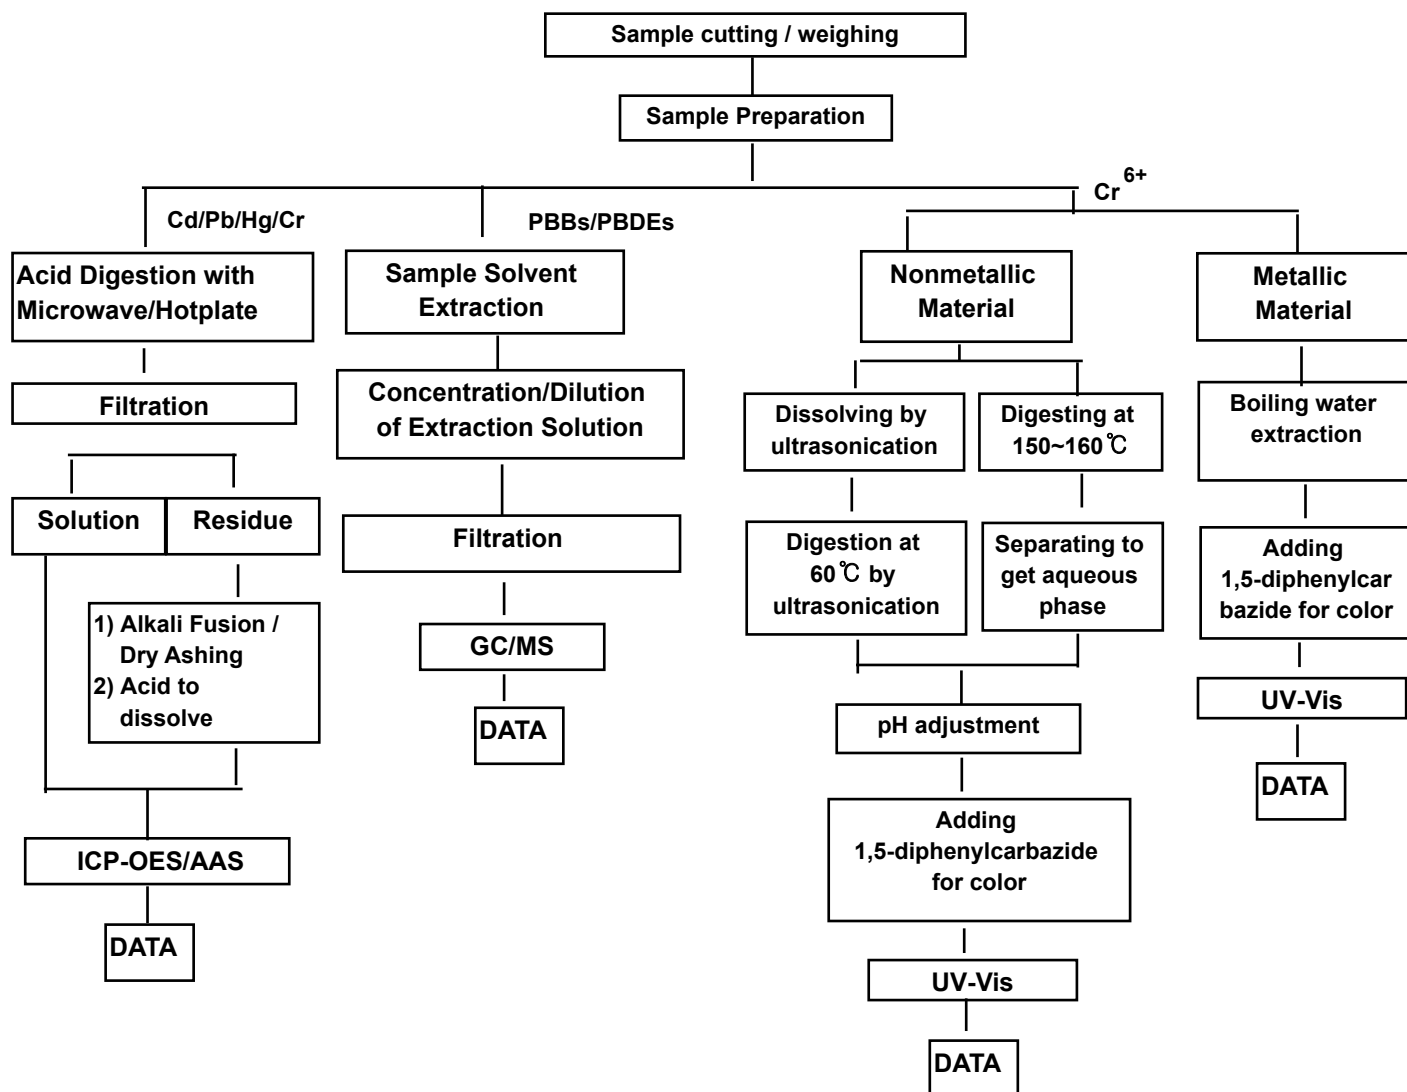 Sample cutting / weighing
Sample Preparation
Cd/Pb/Hg/Cr
PBBs/PBDEs
Cr6+
Acid Digestion with
Microwave/Hotplate
Filtration
Solution
Residue
1) Alkali Fusion /
Dry Ashing
2) Acid to
dissolve
ICP-OES/AAS
DATA
Sample Solvent
Extraction
Concentration/Dilution
of Extraction Solution
Filtration
GC/MS
DATA
Nonmetallic
Material
Dissolving by
ultrasonication
Digestion at
60℃ by
ultrasonication
Digesting at
150~160℃
Separating to
get aqueous
phase
pH adjustment
Adding
1,5-diphenylcarbazide
for color
UV-Vis
DATA
Metallic
Material
Boiling water
extraction
Adding
1,5-diphenylcar
bazide for color
UV-Vis
DATA